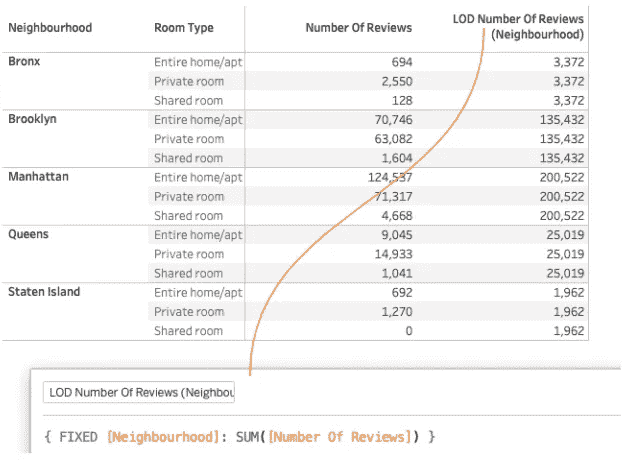 Neighbourhood Room Type Number Of Reviews LOD Number Of Reviews (Neighbourhood)
Bronx Entire home/apt 694 3,372
Private room 2,550 3,372
Shared room 128 3,372
Brooklyn Entire home/apt 70,746 135,432
Private room 63,082 135,432
Shared room 1,604 135,432
Manhattan Entire home/apt 124,537 200,522
Private room 71,317 200,522
Shared room 4,668 200,522
Queens Entire home/apt 9,045 25,019
Private room 14,933 25,019
Shared room 1,041 25,019
Staten Island Entire home/apt 692 1,962
Private room 1,270 1,962
Shared room 0 1,962
LOD Number Of Reviews (Neighbou
{ FIXED [Neighbourhood]: SUM([Number Of Reviews]) }